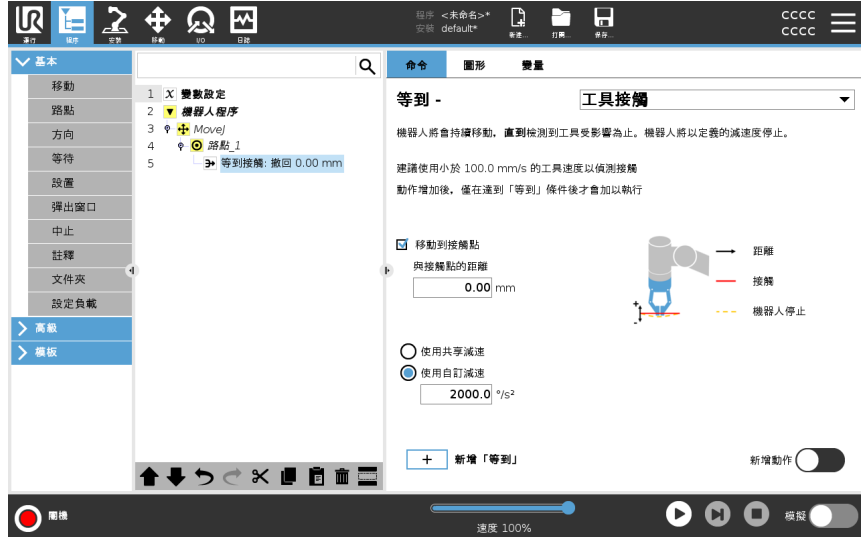 UR
運行
程序
安裝
移動
I/O
日誌
程序 <未命名>*
安裝 default*
新建...
打開...
保存...
CCCC
CCCC
基本
移動
路點
方向
等待
設置
彈出窗口
中止
註釋
文件夾
設定負載
高級
模板
1 X 變數設定
2 機器人程序
3 MoveJ
4 路點_1
5 等到接觸: 撤回 0.00 mm
命令 圖形 變量
等到 - 工具接觸
機器人將會持續移動，直到檢測到工具受影響為止。機器人將以定義的減速度停止。
建議使用小於 100.0 mm/s 的工具速度以偵測接觸
動作增加後，僅在達到「等到」條件後才會加以執行
移動到接觸點
與接觸點的距離
0.00 mm
距離
接觸
機器人停止
+
-
使用共享減速
使用自訂減速
2000.0 °/s²
+ 新增「等到」
新增動作
關機
速度 100%
模擬